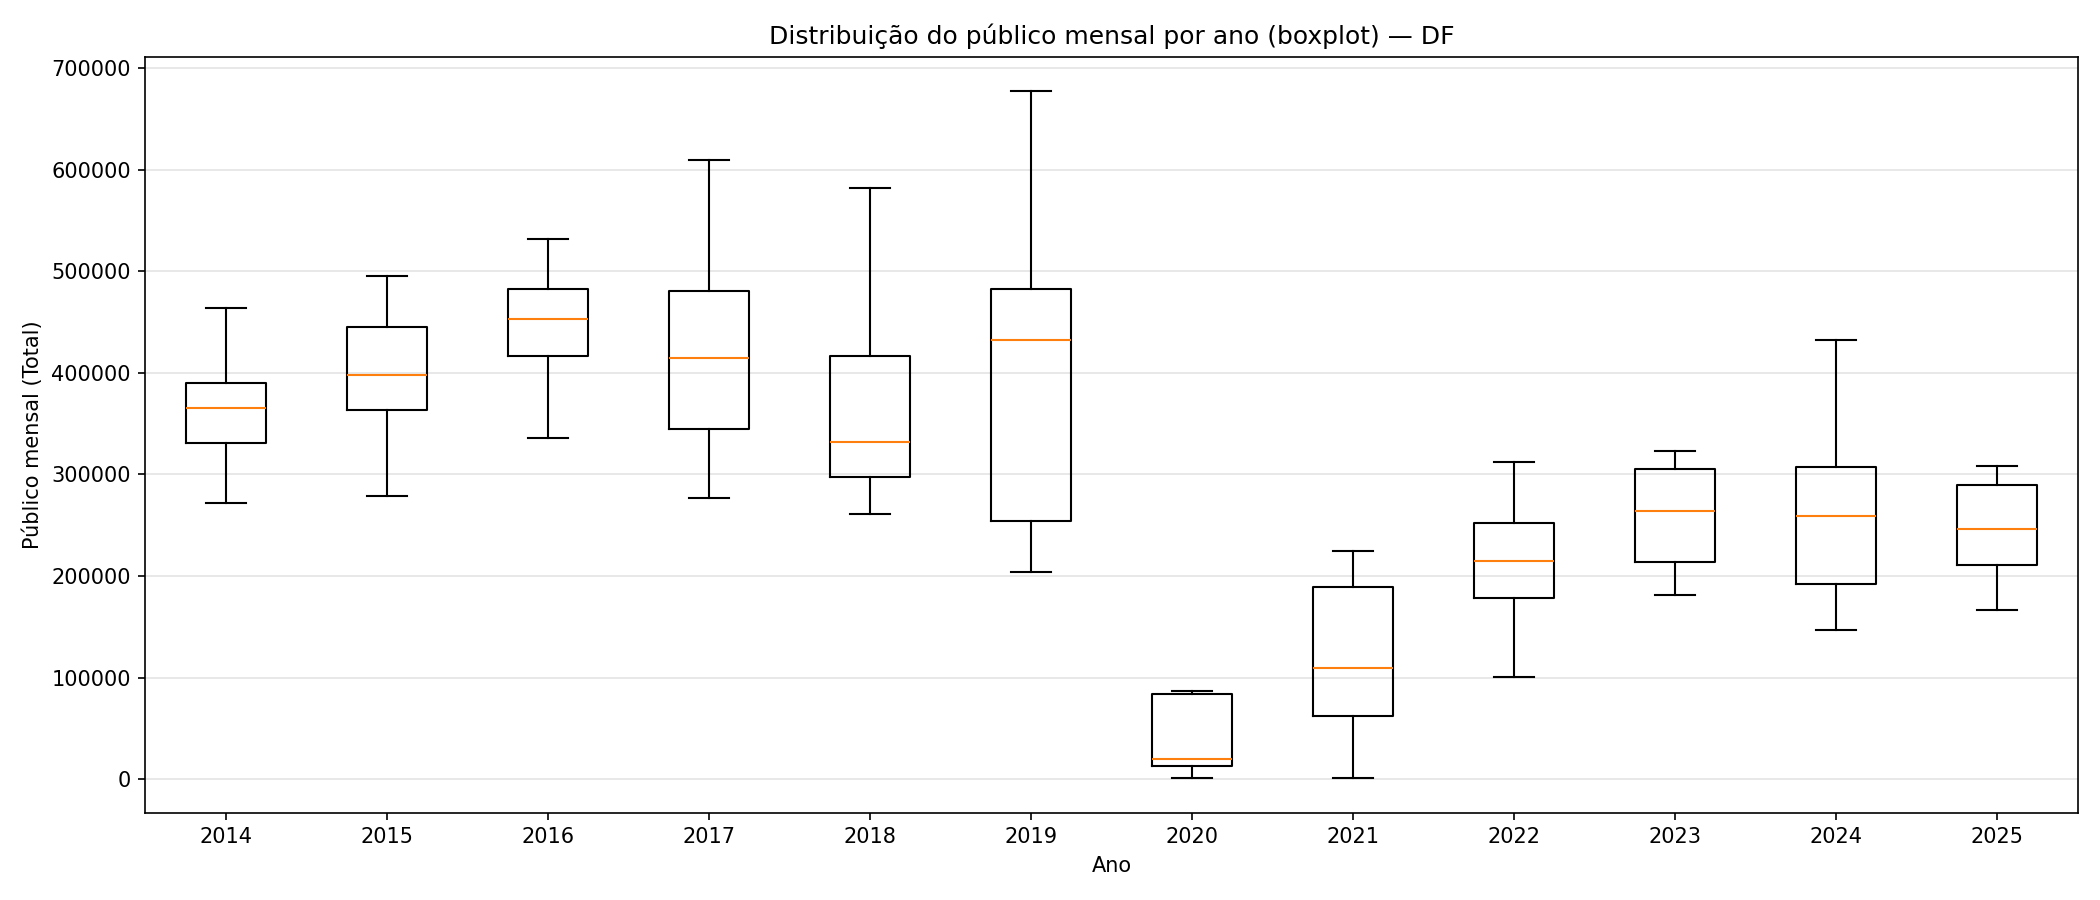 Distribuição do público mensal por ano (boxplot) — DF
Público mensal (Total)
700000
600000
500000
400000
300000
200000
100000
0
2014 2015 2016 2017 2018 2019 2020 2021 2022 2023 2024 2025
Ano